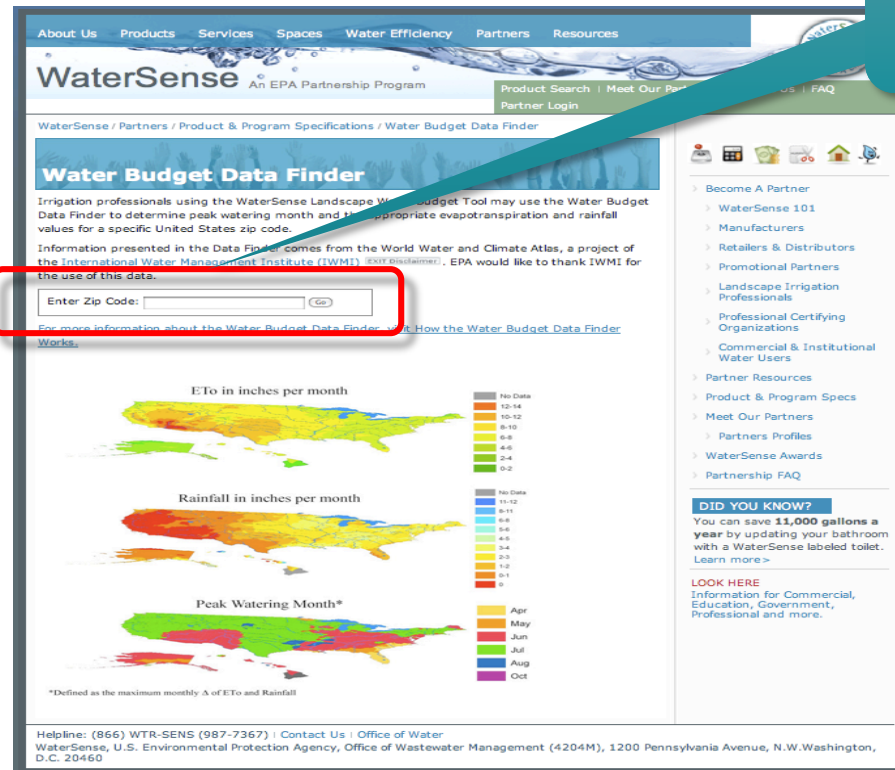 About Us Products Services Spaces Water Efficiency Partners Resources
WaterSense An EPA Partnership Program
Product Search | Meet Our
FAQ
Partner Login
WaterSense / Partners / Product & Program Specifications / Water Budget Data Finder
Water Budget Data Finder
Irrigation professionals using the WaterSense Landscape Tool may use the Water Budget
Data Finder to determine peak watering month and evapotranspiration and rainfall
values for a specific United States zip code.
Information presented in the Data Finder comes from the World Water and Climate Atlas, a project of
the International Water Management Institute (IWMI) EXIT Disclaimer . EPA would like to thank IWMI for
the use of this data.
Enter Zip Code: Go
For more information about the Water Budget Data Finder, visit How the Water Budget Data Finder
Works.
ETo in inches per month
No Data
12-14
10-12
8-10
6-8
4-6
2-4
0-2
Rainfall in inches per month
No Data
11-12
8-11
6-8
5-6
4-5
3-4
2-3
1-2
0-1
0
Peak Watering Month*
Apr
May
Jun
Jul
Aug
Oct
*Defined as the maximum monthly Δ of ETo and Rainfall
Become A Partner
WaterSense 101
Manufacturers
Retailers & Distributors
Promotional Partners
Landscape Irrigation
Professionals
Professional Certifying
Organizations
Commercial & Institutional
Water Users
Partner Resources
Product & Program Specs
Meet Our Partners
Partners Profiles
WaterSense Awards
Partnership FAQ
DID YOU KNOW?
You can save 11,000 gallons a
year by updating your bathroom
with a WaterSense labeled toilet.
Learn more >
LOOK HERE
Information for Commercial,
Education, Government,
Professional and more.
Helpline: (866) WTR-SENS (987-7367) | Contact Us | Office of Water
WaterSense, U.S. Environmental Protection Agency, Office of Wastewater Management (4204M), 1200 Pennsylvania Avenue, N.W.Washington,
D.C. 20460